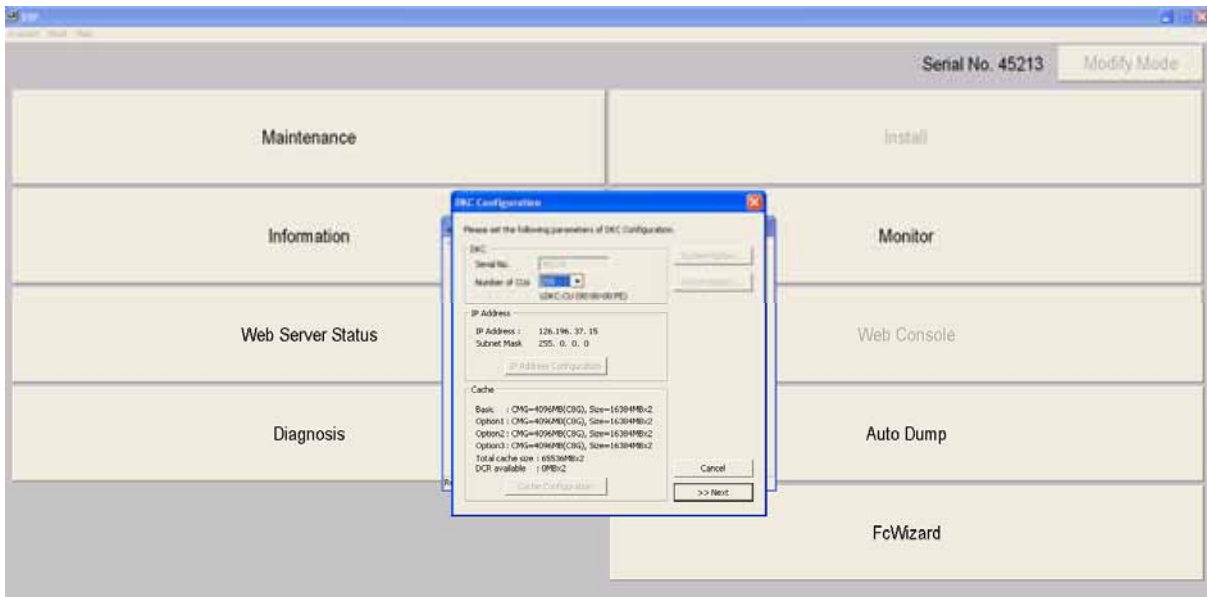 SVP
Serial No. 45213
Modify Mode
Maintenance
Install
Information
Monitor
Web Server Status
Web Console
Diagnosis
Auto Dump
FcWizard
DKC Configuration
Please set the following parameters of DKC Configuration.
DKC
Serial No.
Number of CUs
IP Address
IP Address : 126.196. 37. 15
Subnet Mask 255. 0. 0. 0
IP Address Configuration
Cache
Basic : CMG=4096MB(C8G), Size=16384MBx2
Option1 : CMG=4096MB(C8G), Size=16384MBx2
Option2 : CMG=4096MB(C8G), Size=16384MBx2
Option3 : CMG=4096MB(C8G), Size=16384MBx2
Total cache size : 65536MBx2
DCR available : 0MBx2
Cache Configuration
Cancel
>> Next